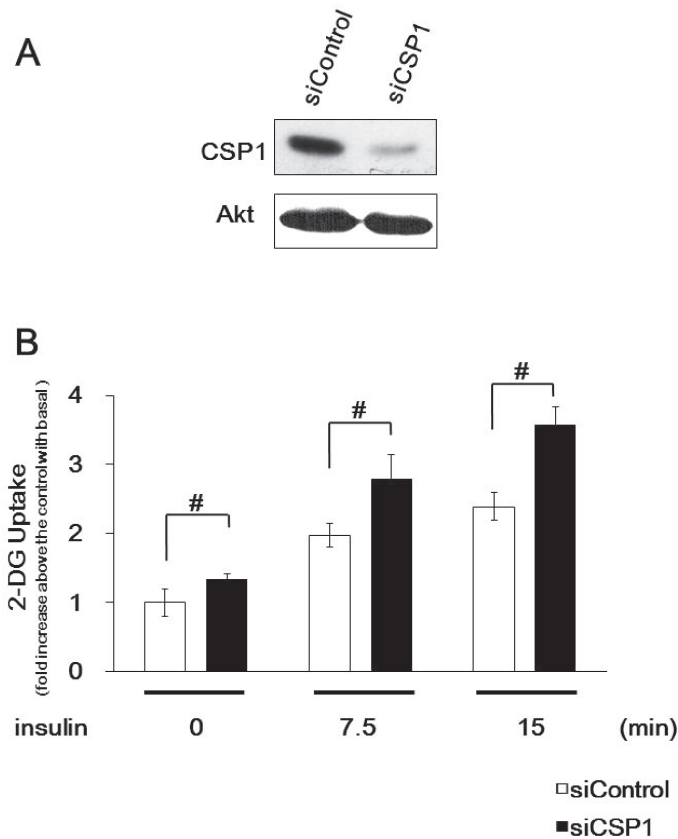 A
siControl siCSP1
CSP1
Akt
B
2-DG Uptake
(fold increase above the control with basal)
4
3
2
1
0
#
#
#
insulin 0 7.5 15 (min)
siControl
siCSP1